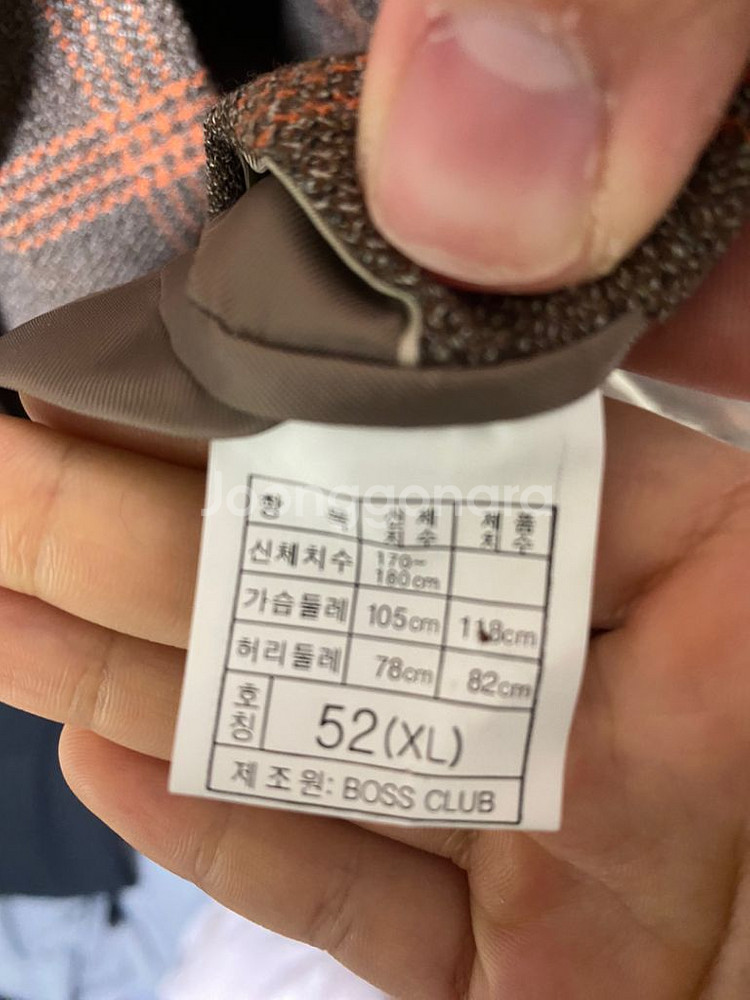 Joonggonara
항 목 신체치수 제품치수
신체치수 170~180cm
가슴둘레 105cm 118cm
허리둘레 78cm 82cm
호칭 52(XL)
제조원: BOSS CLUB